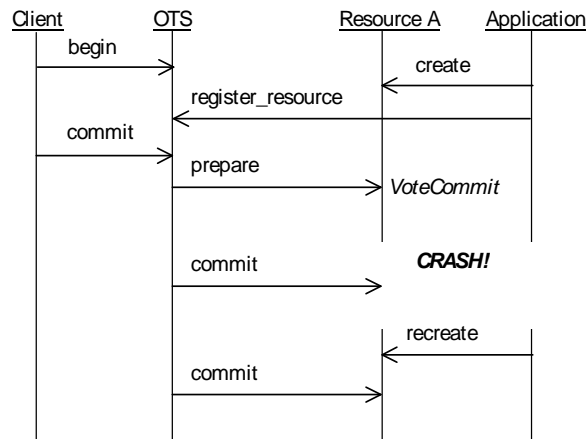 Client OTS Resource A Application
begin
create
register_resource
commit
prepare
VoteCommit
CRASH!
commit
recreate
commit